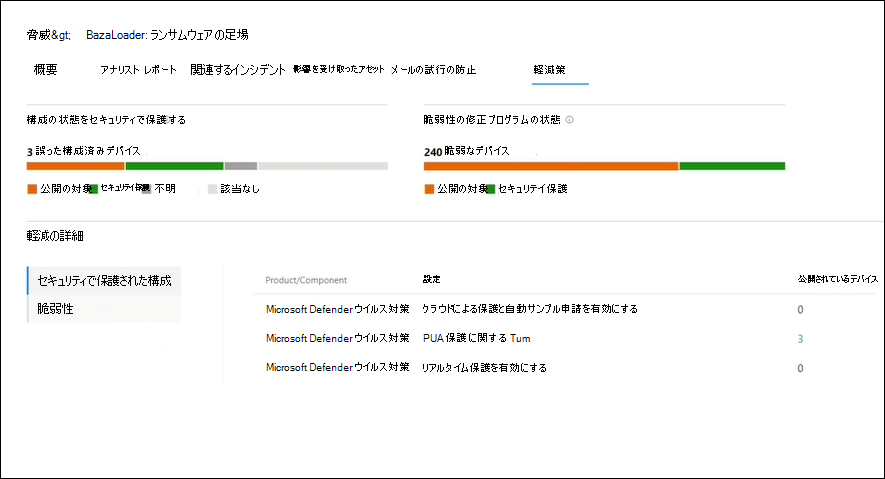 脅威&gt; BazaLoader: ランサムウェアの足場
概要 アナリスト レポート 関連するインシデント 影響を受け取ったアセット メールの試行の防止 軽減策
構成の状態をセキュリティで保護する
3 誤った構成済みデバイス
公開の対象 セキュリティ保護 不明 該当なし
脆弱性の修正プログラムの状態
240 脆弱なデバイス
公開の対象 セキュリテイ保護
軽減の詳細
セキュリティで保護された構成
脆弱性
Product/Component 設定 公開されているデバイス
Microsoft Defender ウイルス対策 クラウドによる保護と自動サンプル申請を有効にする 0
Microsoft Defender ウイルス対策 PUA 保護に関する Tum 3
Microsoft Defender ウイルス対策 リアルタイム保護を有効にする 0